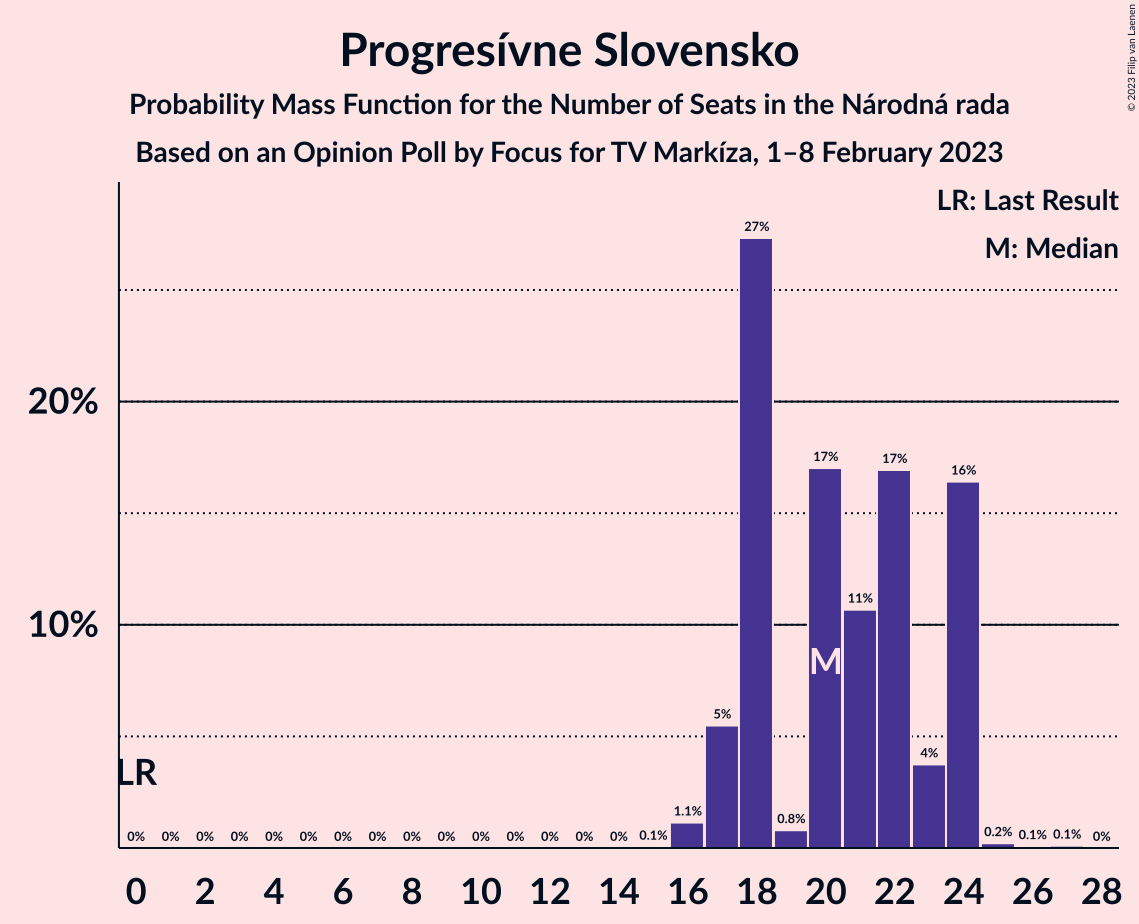 Progresívne Slovensko
Probability Mass Function for the Number of Seats in the Národná rada
Based on an Opinion Poll by Focus for TV Markíza, 1–8 February 2023
© 2023 Filip van Laenen
LR: Last Result
M: Median
27%
20%
17% 17% 16%
11%
10%
M
5%
4%
LR
0% 0% 0% 0% 0% 0% 0% 0% 0% 0% 0% 0% 0% 0% 0% 0.1% 1.1% 0.8% 0.2% 0.1% 0.1% 0%
0 2 4 6 8 10 12 14 16 18 20 22 24 26 28